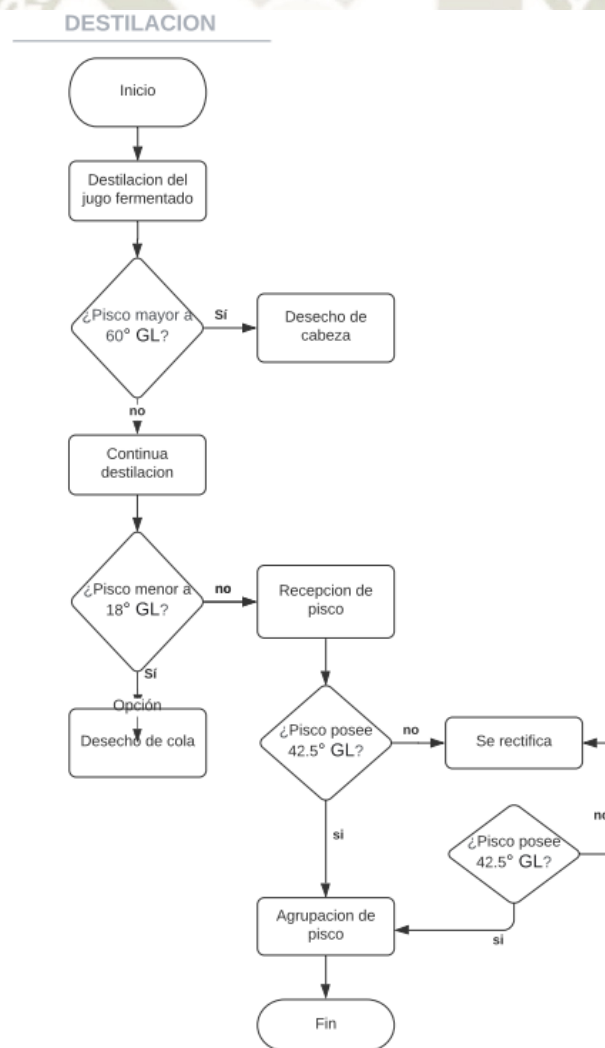 DESTILACION
Inicio
Destilacion del
jugo fermentado
¿Pisco mayor a
60° GL?
Sí
Desecho de
cabeza
no
Continua
destilacion
¿Pisco menor a
18° GL?
no
Recepcion de
pisco
Sí
Opción
Desecho de cola
¿Pisco posee
42.5° GL?
no
Se rectifica
si
¿Pisco posee
42.5° GL?
no
si
Agrupacion de
pisco
Fin